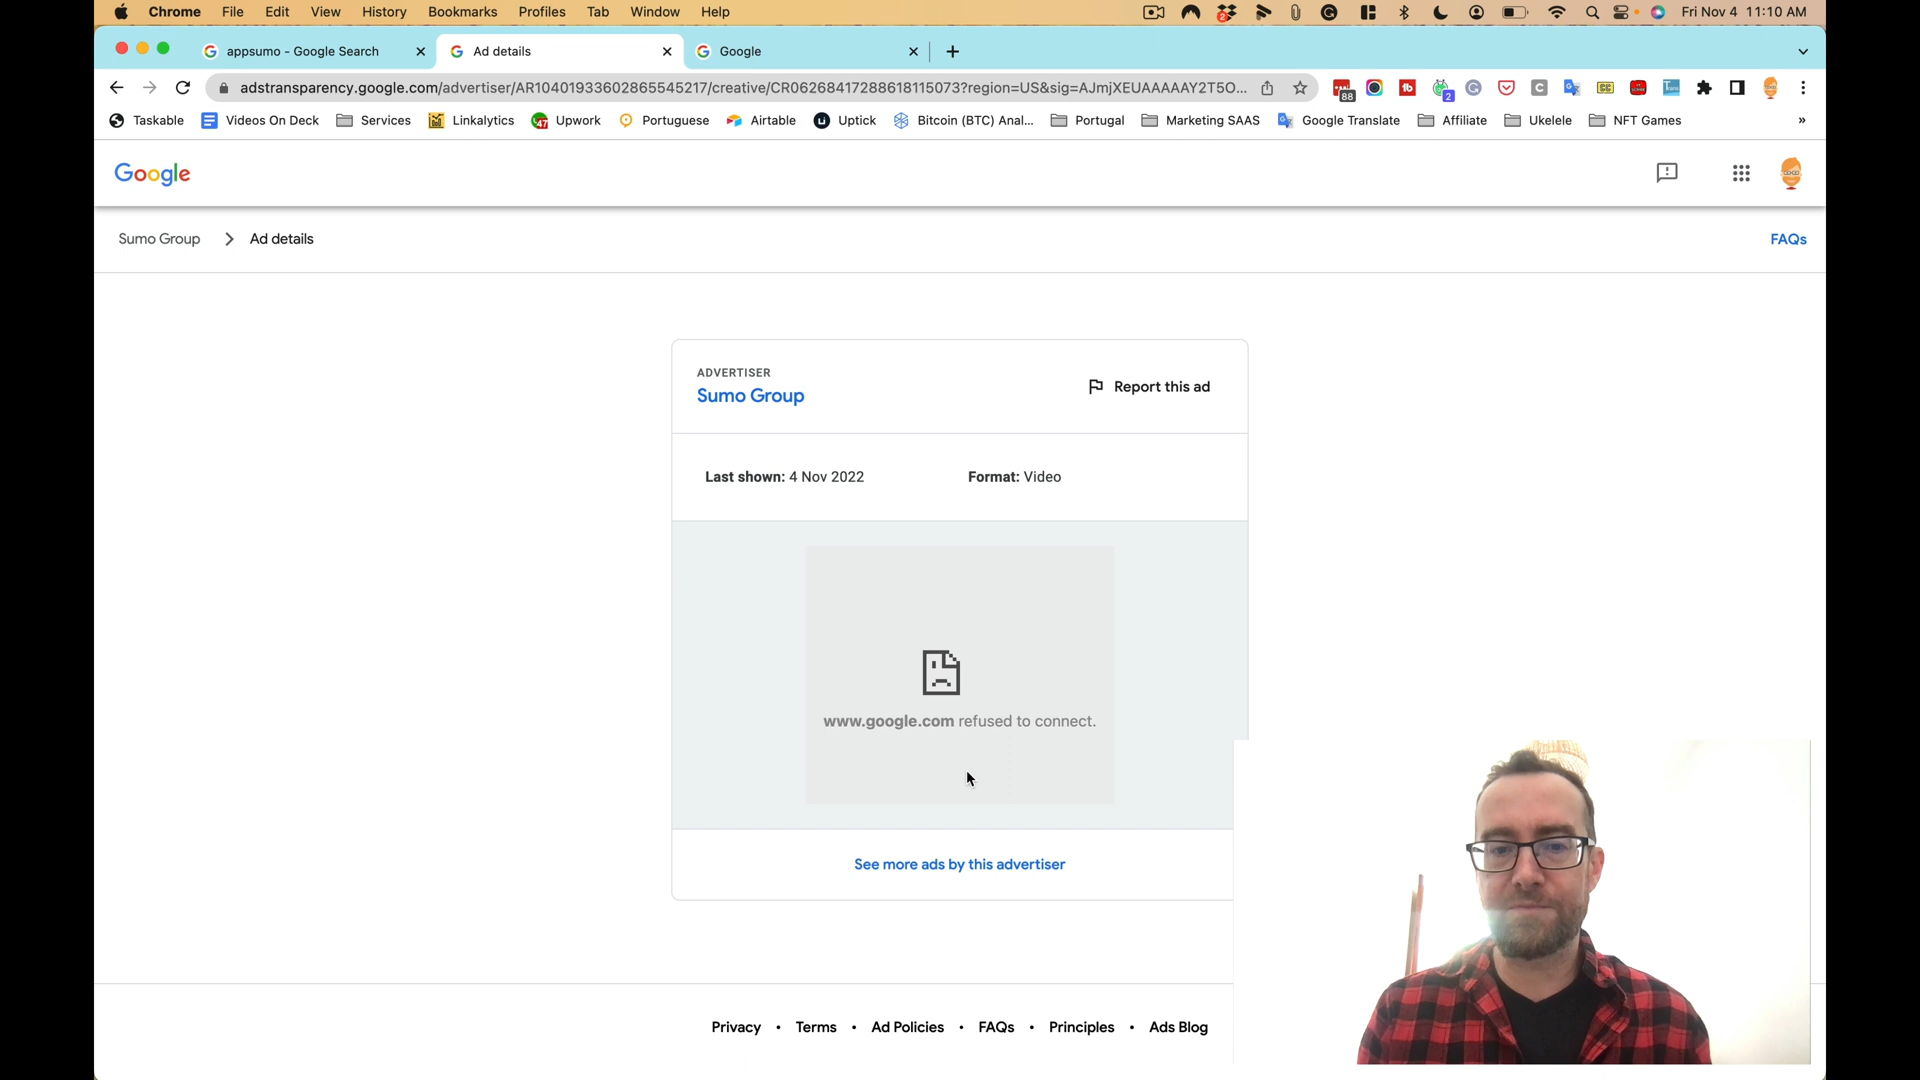 Chrome File Edit View History Bookmarks Profiles Tab Window Help
2
Fri Nov 4 11:10 AM
appsumo - Google Search
Ad details
Google
adstransparency.google.com/advertiser/AR10401933602865545217/creative/CR06268417288618115073?region=US&sig=AJmjXEUAAAAAY2T5O...
88
2
Taskable Videos On Deck Services Linkalytics Upwork Portuguese Airtable Uptick Bitcoin (BTC) Anal... Portugal Marketing SAAS Google Translate Affiliate Ukelele NFT Games »
Google
Sumo Group > Ad details
FAQs
ADVERTISER
Sumo Group
Report this ad
Last shown: 4 Nov 2022
Format: Video
www.google.com refused to connect.
See more ads by this advertiser
Privacy • Terms • Ad Policies • FAQs • Principles • Ads Blog